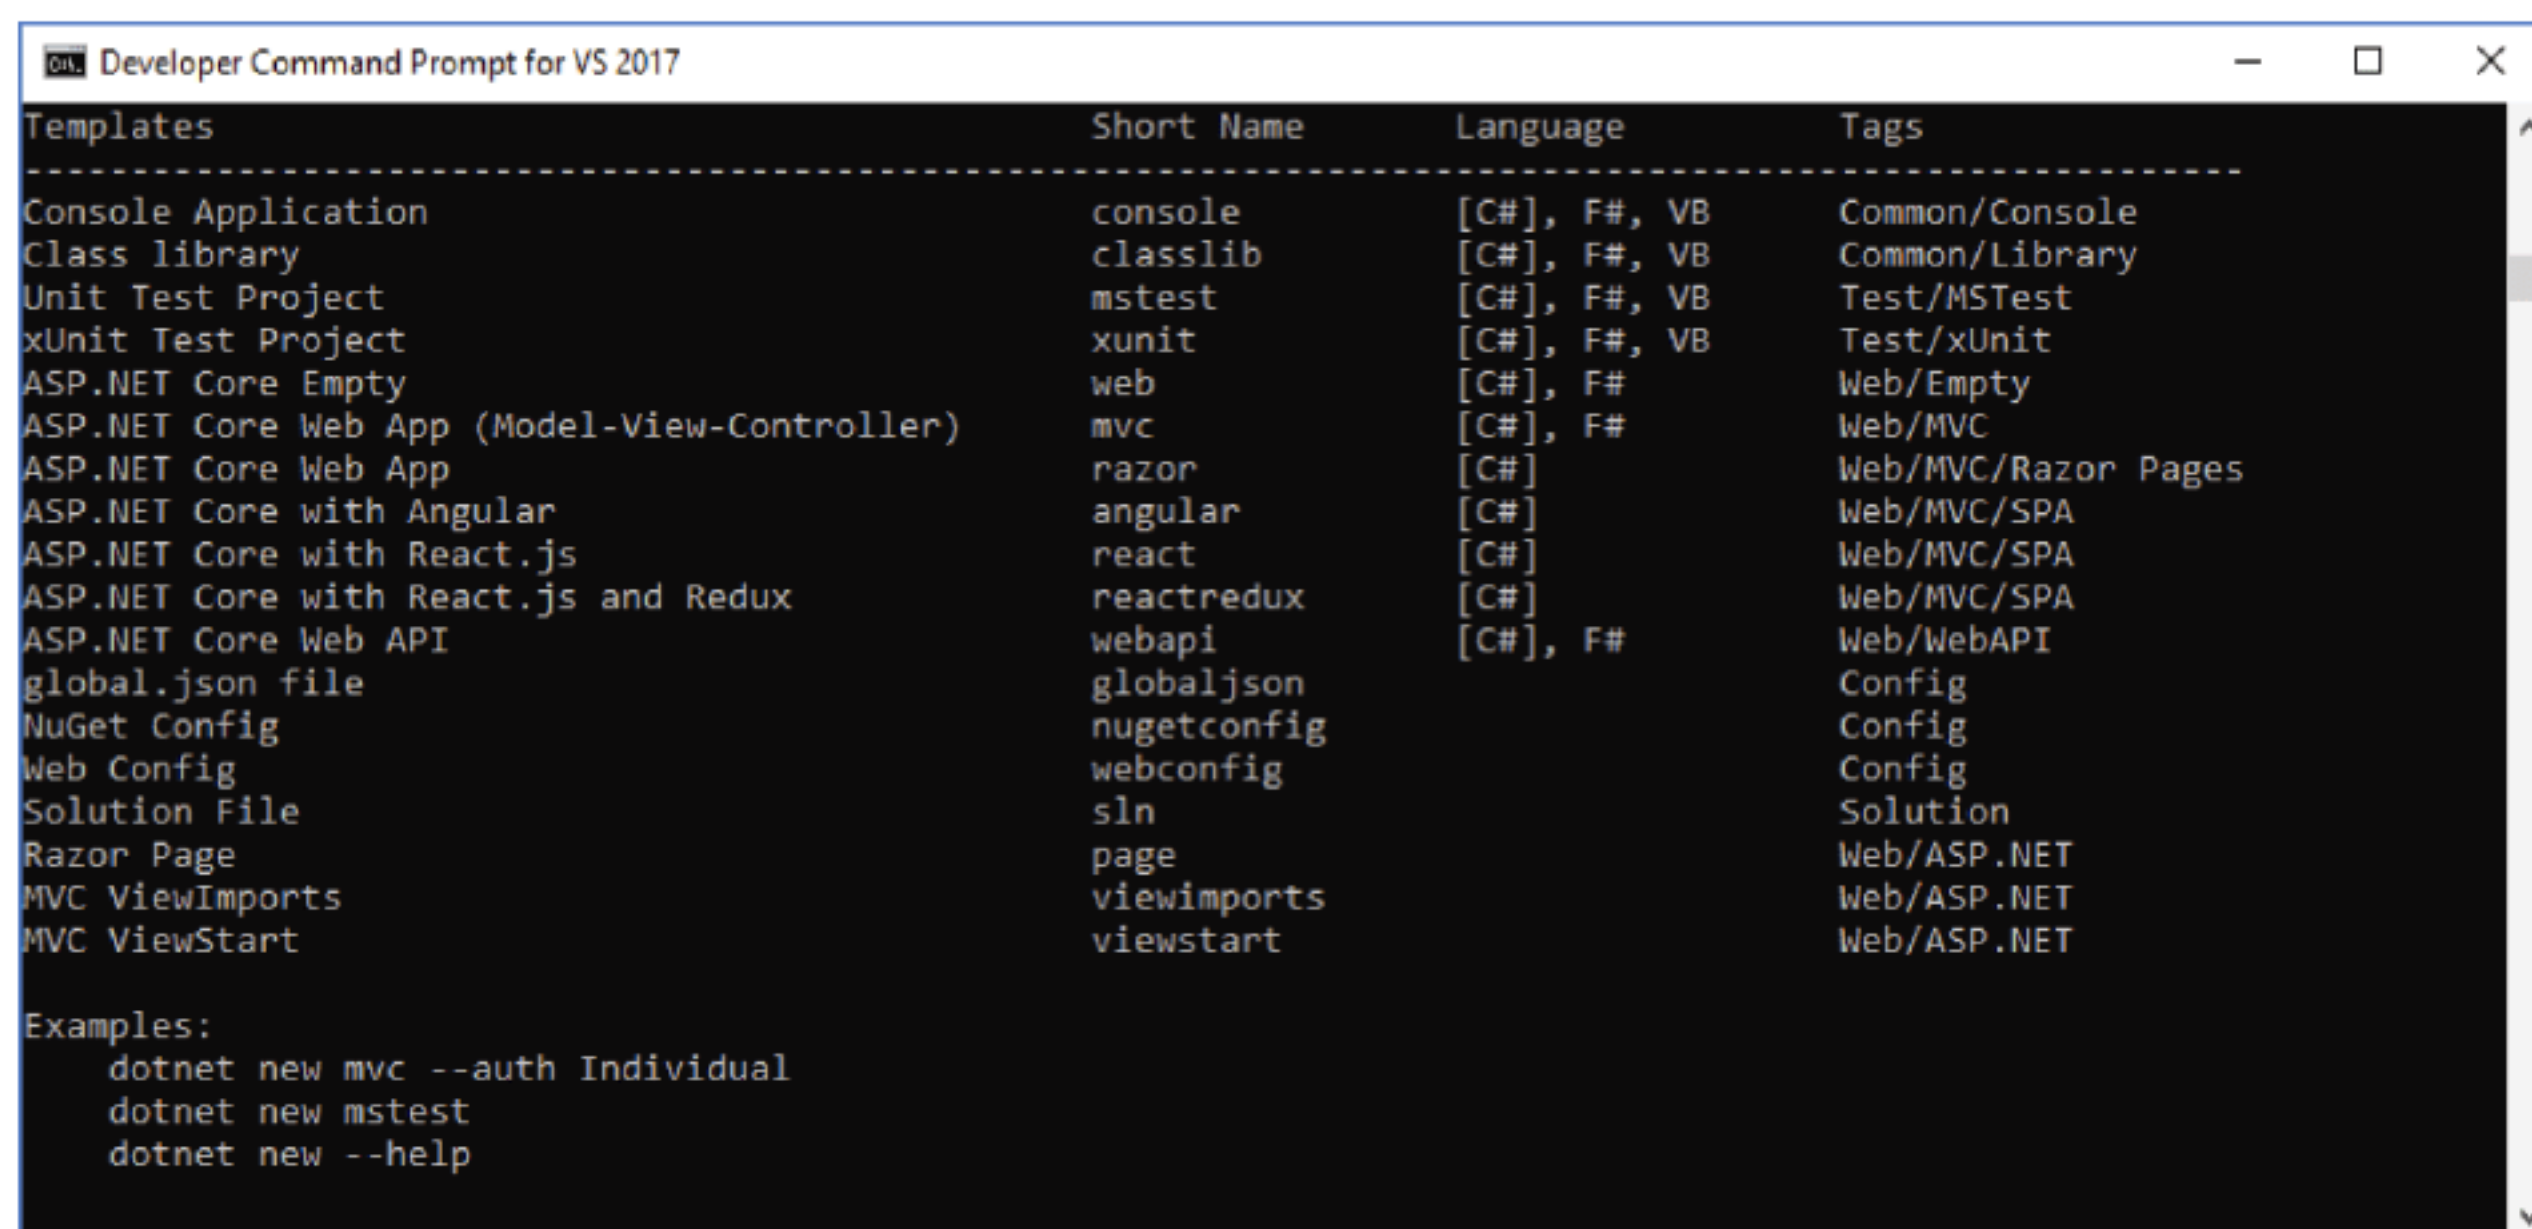 Developer Command Prompt for VS 2017
Templates Short Name Language Tags
--------------------------------------------------------------------------------------------------------
Console Application console [C#], F#, VB Common/Console
Class library classlib [C#], F#, VB Common/Library
Unit Test Project mstest [C#], F#, VB Test/MSTest
xUnit Test Project xunit [C#], F#, VB Test/xUnit
ASP.NET Core Empty web [C#], F# Web/Empty
ASP.NET Core Web App (Model-View-Controller) mvc [C#], F# Web/MVC
ASP.NET Core Web App razor [C#] Web/MVC/Razor Pages
ASP.NET Core with Angular angular [C#] Web/MVC/SPA
ASP.NET Core with React.js react [C#] Web/MVC/SPA
ASP.NET Core with React.js and Redux reactredux [C#] Web/MVC/SPA
ASP.NET Core Web API webapi [C#], F# Web/WebAPI
global.json file globaljson Config
NuGet Config nugetconfig Config
Web Config webconfig Config
Solution File sln Solution
Razor Page page Web/ASP.NET
MVC ViewImports viewimports Web/ASP.NET
MVC ViewStart viewstart Web/ASP.NET
Examples:
dotnet new mvc --auth Individual
dotnet new mstest
dotnet new --help